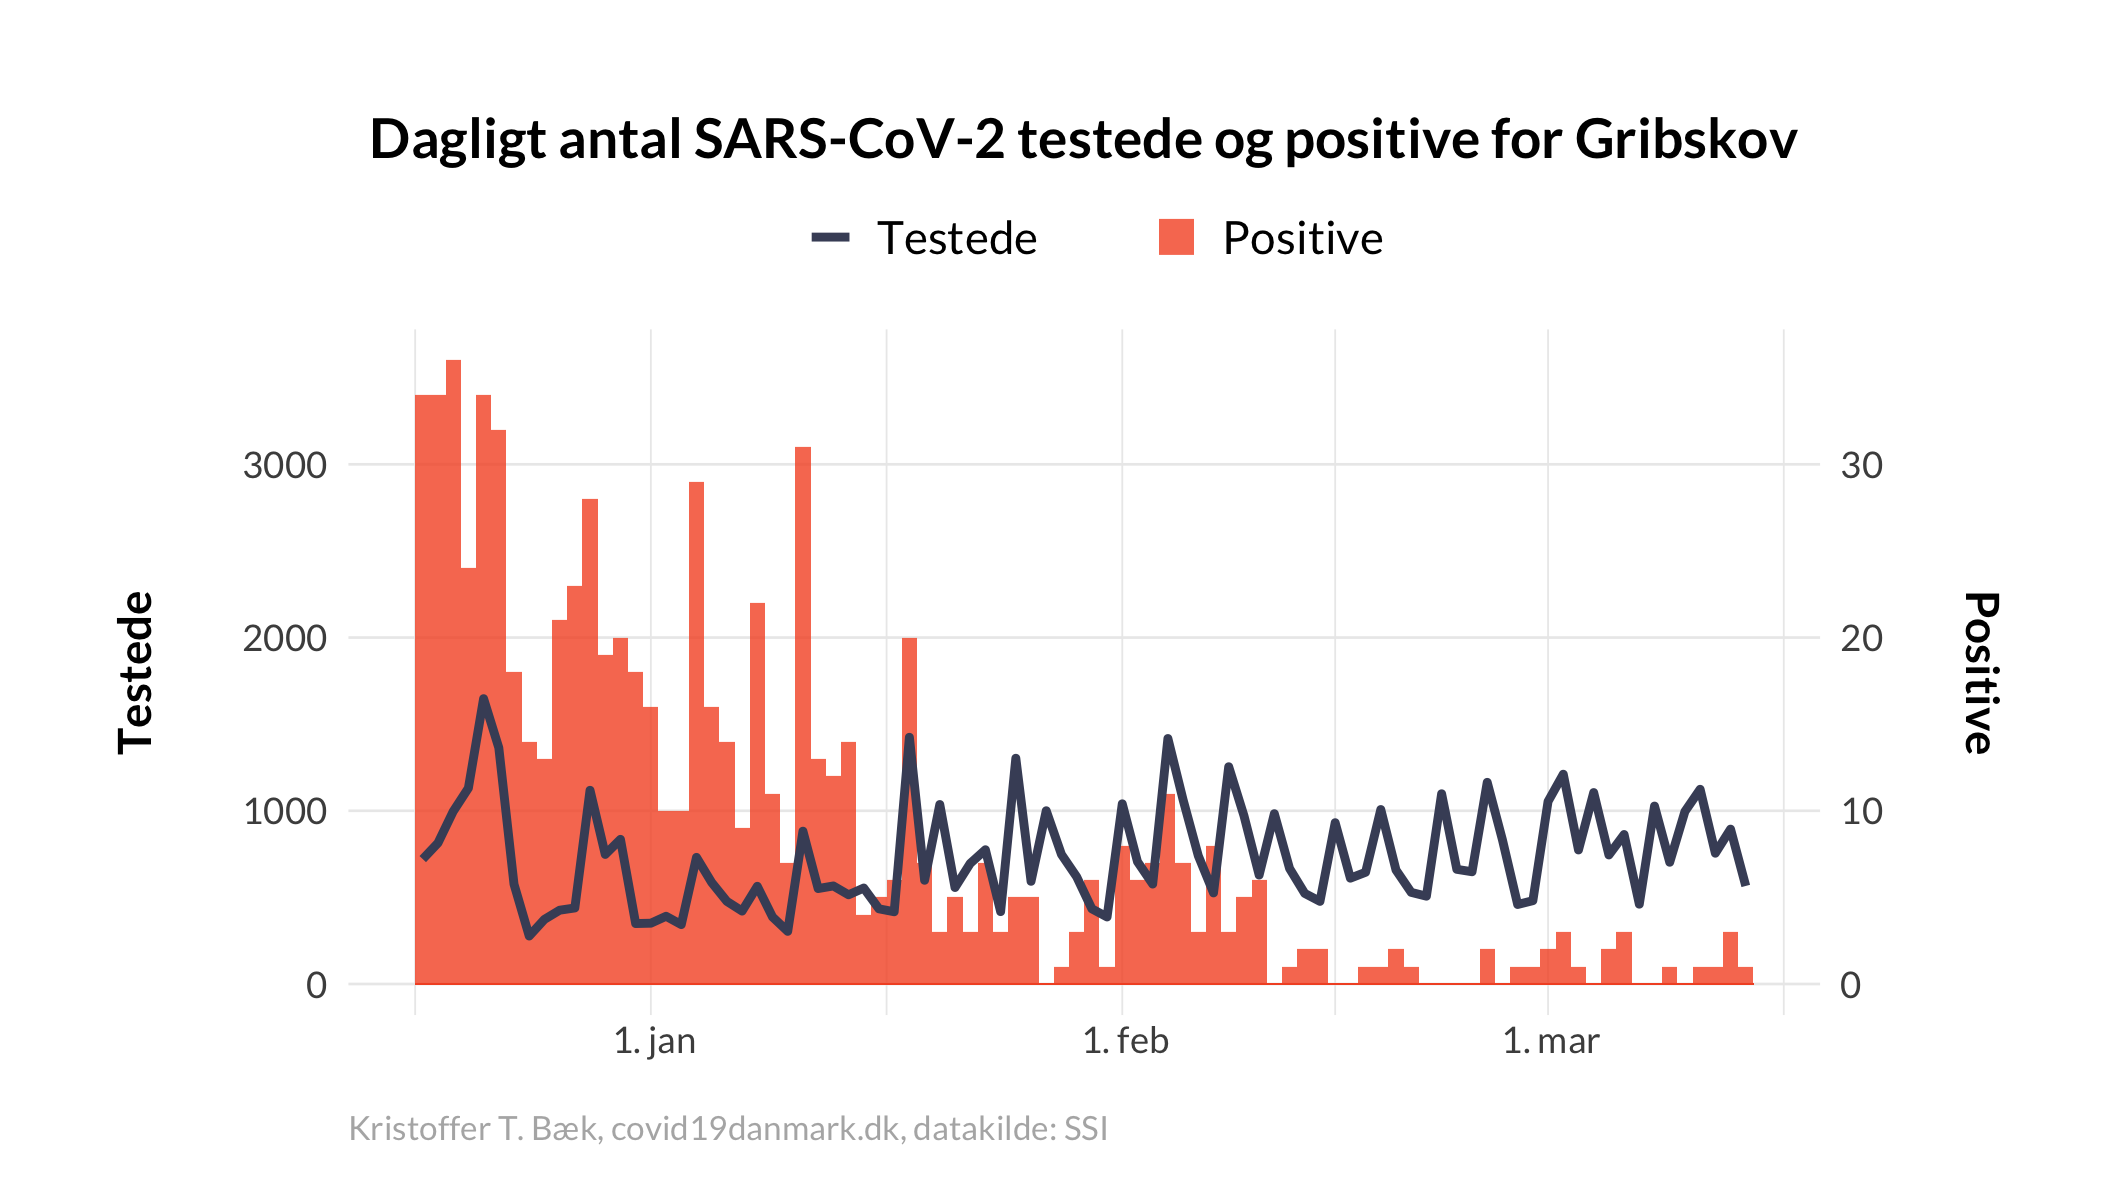 Dagligt antal SARS-CoV-2 testede og positive for Gribskov
Testede
Positive
3000
2000
1000
0
30
20
10
0
Testede
Positive
1. jan
1. feb
1. mar
Kristoffer T. Bæk, covid19danmark.dk, datakilde: SSI